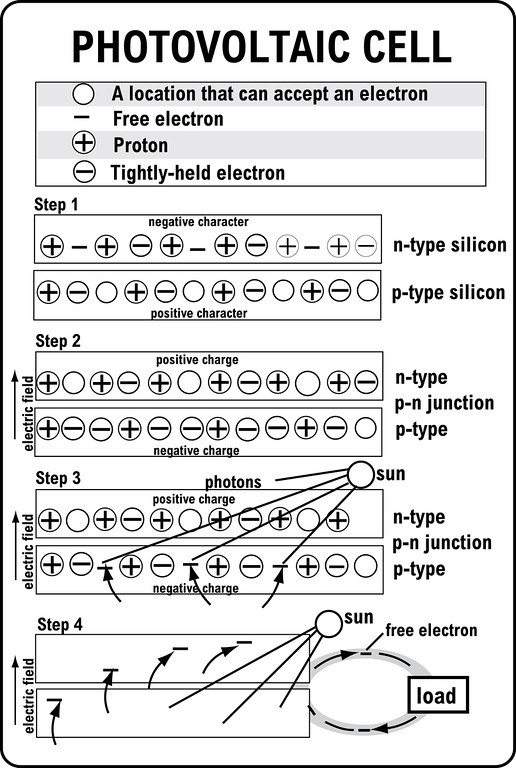 PHOTOVOLTAIC CELL
A location that can accept an electron
Free electron
Proton
Tightly-held electron
Step 1
negative character
n-type silicon
p-type silicon
positive character
Step 2
positive charge
electric field
n-type
p-n junction
p-type
negative charge
Step 3
photons
sun
positive charge
electric field
n-type
p-n junction
p-type
negative charge
Step 4
sun
free electron
electric field
load